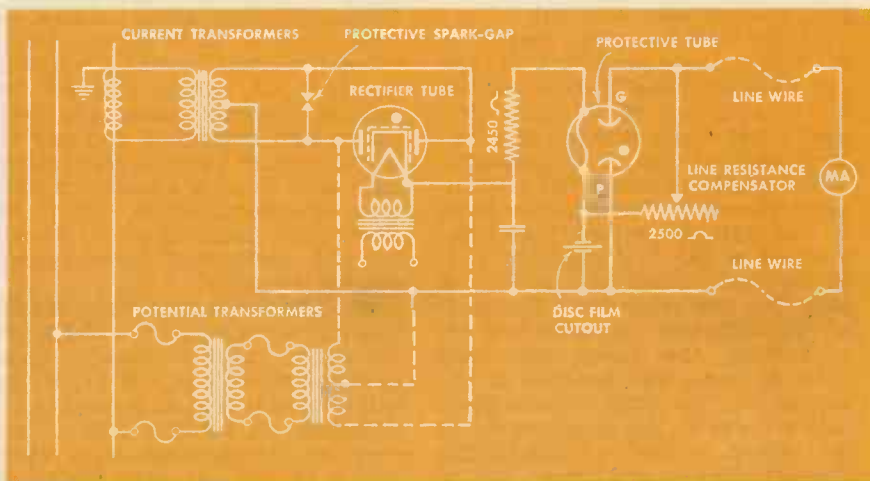 CURRENT TRANSFORMERS
PROTECTIVE SPARK-GAP
PROTECTIVE TUBE
RECTIFIER TUBE
G
LINE WIRE
2450
LINE RESISTANCE
COMPENSATOR
MA
P
2500
LINE WIRE
POTENTIAL TRANSFORMERS
DISC FILM
CUTOUT